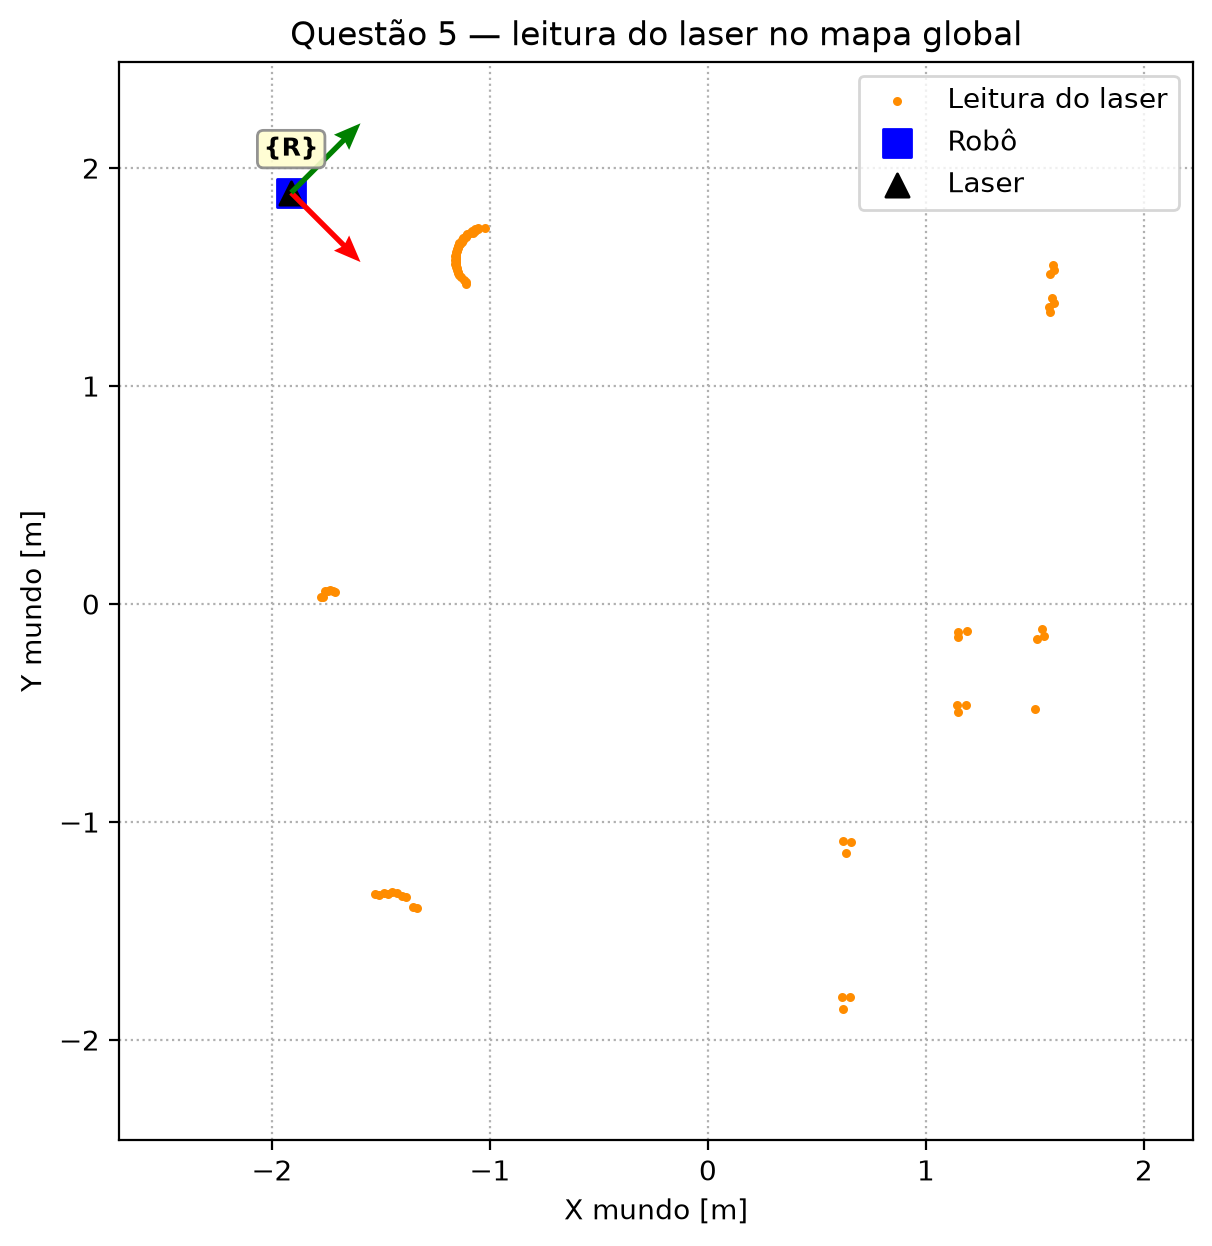 Questão 5 — leitura do laser no mapa global
Leitura do laser
Robô
Laser
{R}
2
1
0
−1
−2
Y mundo [m]
−2
−1
0
1
2
X mundo [m]